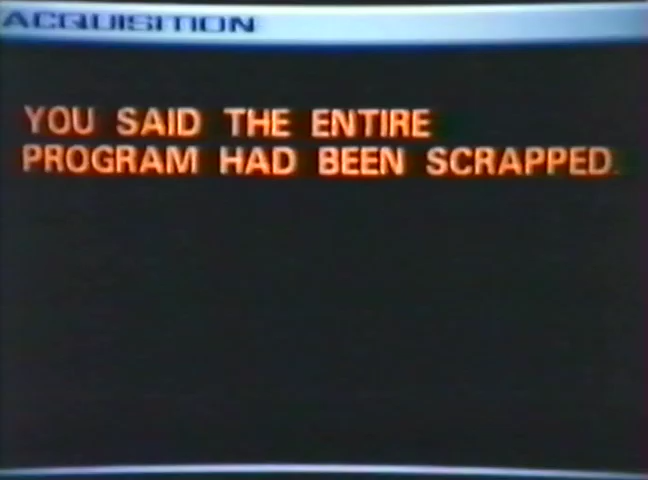 ACQUISITION
YOU SAID THE ENTIRE
PROGRAM HAD BEEN SCRAPPED.